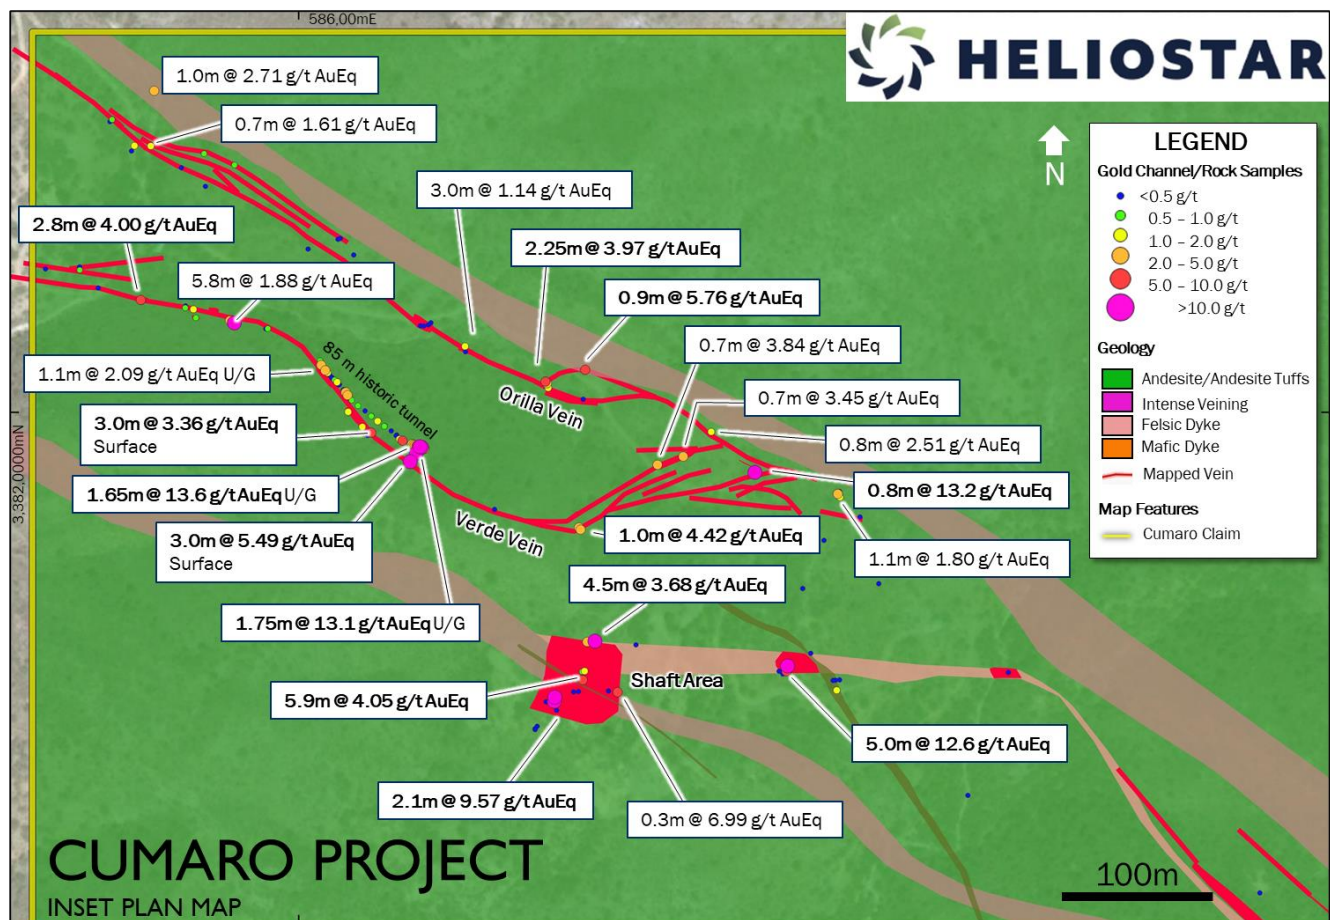 586,00mE
HELIOSTAR
1.0m @ 2.71 g/t AuEq
0.7m @ 1.61 g/t AuEq
N
3.0m @ 1.14 g/t AuEq
2.8m @ 4.00 g/t AuEq
2.25m @ 3.97 g/t AuEq
5.8m @ 1.88 g/t AuEq
0.9m @ 5.76 g/t AuEq
0.7m @ 3.84 g/t AuEq
1.1m @ 2.09 g/t AuEq U/G
85 m historic tunnel
Orilla Vein
0.7m @ 3.45 g/t AuEq
3.0m @ 3.36 g/t AuEq
Surface
0.8m @ 2.51 g/t AuEq
3,382,0000mN
1.65m @ 13.6 g/t AuEq U/G
0.8m @ 13.2 g/t AuEq
Verde Vein
3.0m @ 5.49 g/t AuEq
Surface
1.0m @ 4.42 g/t AuEq
1.1m @ 1.80 g/t AuEq
4.5m @ 3.68 g/t AuEq
1.75m @ 13.1 g/t AuEq U/G
Shaft Area
5.9m @ 4.05 g/t AuEq
5.0m @ 12.6 g/t AuEq
2.1m @ 9.57 g/t AuEq
0.3m @ 6.99 g/t AuEq
LEGEND
Gold Channel/Rock Samples
<0.5 g/t
0.5 – 1.0 g/t
1.0 – 2.0 g/t
2.0 – 5.0 g/t
5.0 – 10.0 g/t
>10.0 g/t
Geology
Andesite/Andesite Tuffs
Intense Veining
Felsic Dyke
Mafic Dyke
Mapped Vein
Map Features
Cumaro Claim
CUMARO PROJECT
INSET PLAN MAP
100m